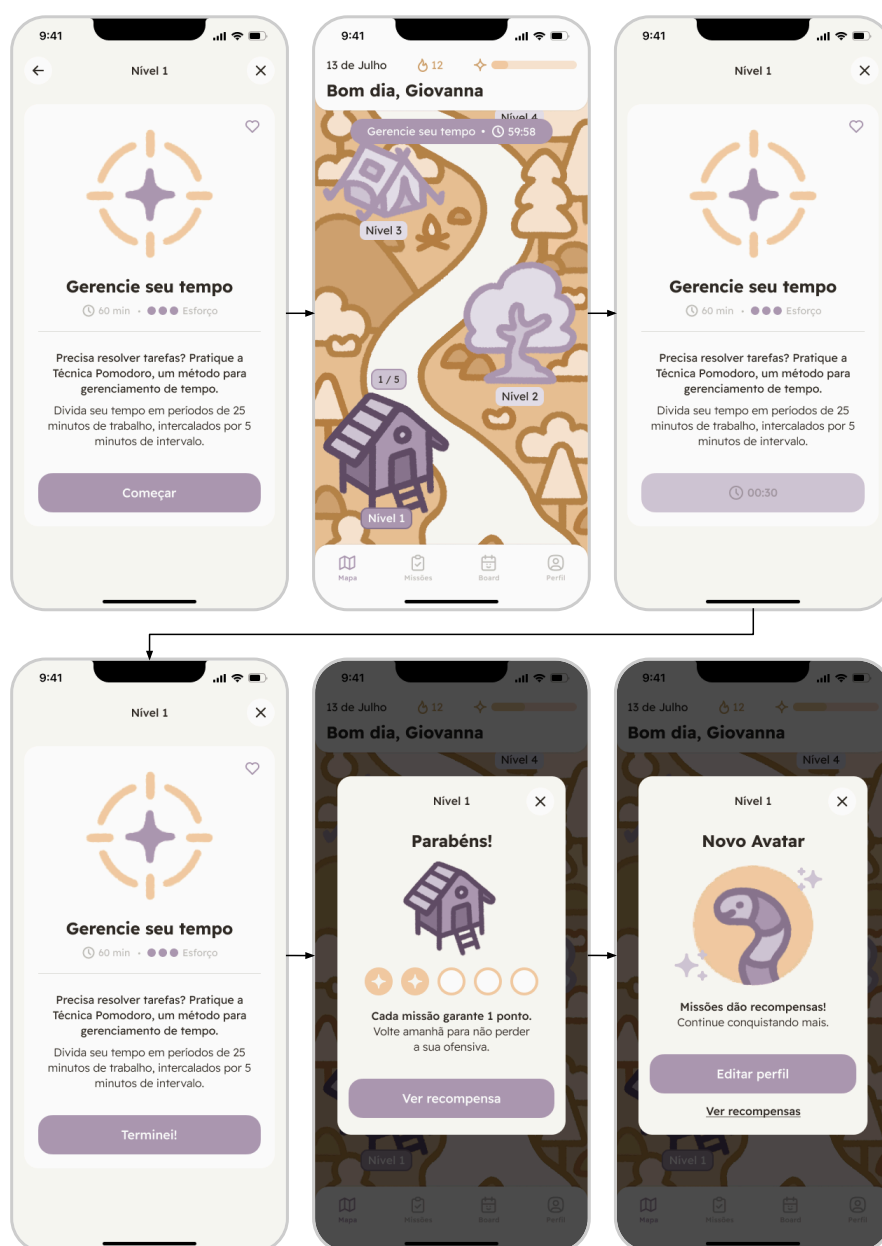 9:41
Nível 1
Gerencie seu tempo
60 min • Esforço
Precisa resolver tarefas? Pratique a
Técnica Pomodoro, um método para
gerenciamento de tempo.
Divida seu tempo em períodos de 25
minutos de trabalho, intercalados por 5
minutos de intervalo.
Começar
9:41
13 de Julho 12
Bom dia, Giovanna
Nível 4
Gerencie seu tempo • 59:58
Nível 3
1 / 5
Nível 2
Nível 1
Mapa Missões Board Perfil
9:41
Nível 1
Gerencie seu tempo
60 min • Esforço
Precisa resolver tarefas? Pratique a
Técnica Pomodoro, um método para
gerenciamento de tempo.
Divida seu tempo em períodos de 25
minutos de trabalho, intercalados por 5
minutos de intervalo.
00:30
9:41
Nível 1
Gerencie seu tempo
60 min • Esforço
Precisa resolver tarefas? Pratique a
Técnica Pomodoro, um método para
gerenciamento de tempo.
Divida seu tempo em períodos de 25
minutos de trabalho, intercalados por 5
minutos de intervalo.
Terminei!
9:41
13 de Julho 12
Bom dia, Giovanna
Nível 4
Nível 1
Parabéns!
Cada missão garante 1 ponto.
Volte amanhã para não perder
a sua ofensiva.
Ver recompensa
Nível 1
Mapa Missões Board Perfil
9:41
13 de Julho 12
Bom dia, Giovanna
Nível 4
Nível 1
Novo Avatar
Missões dão recompensas!
Continue conquistando mais.
Editar perfil
Ver recompensas
Nível 1
Mapa Missões Board Perfil